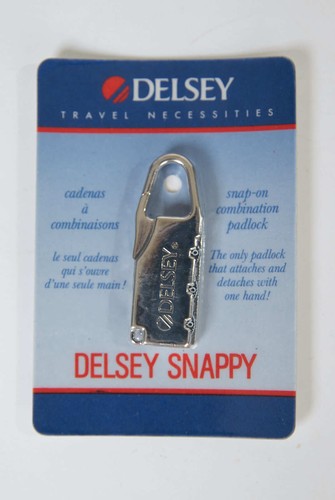 DELSEY
TRAVEL NECESSITIES
cadenas
à
combinaisons
le seul cadenas
qui s'ouvre
d'une seule main!
snap-on
combination
padlock
The only padlock
that attaches and
detaches with
one hand!
DELSEY®
DELSEY SNAPPY